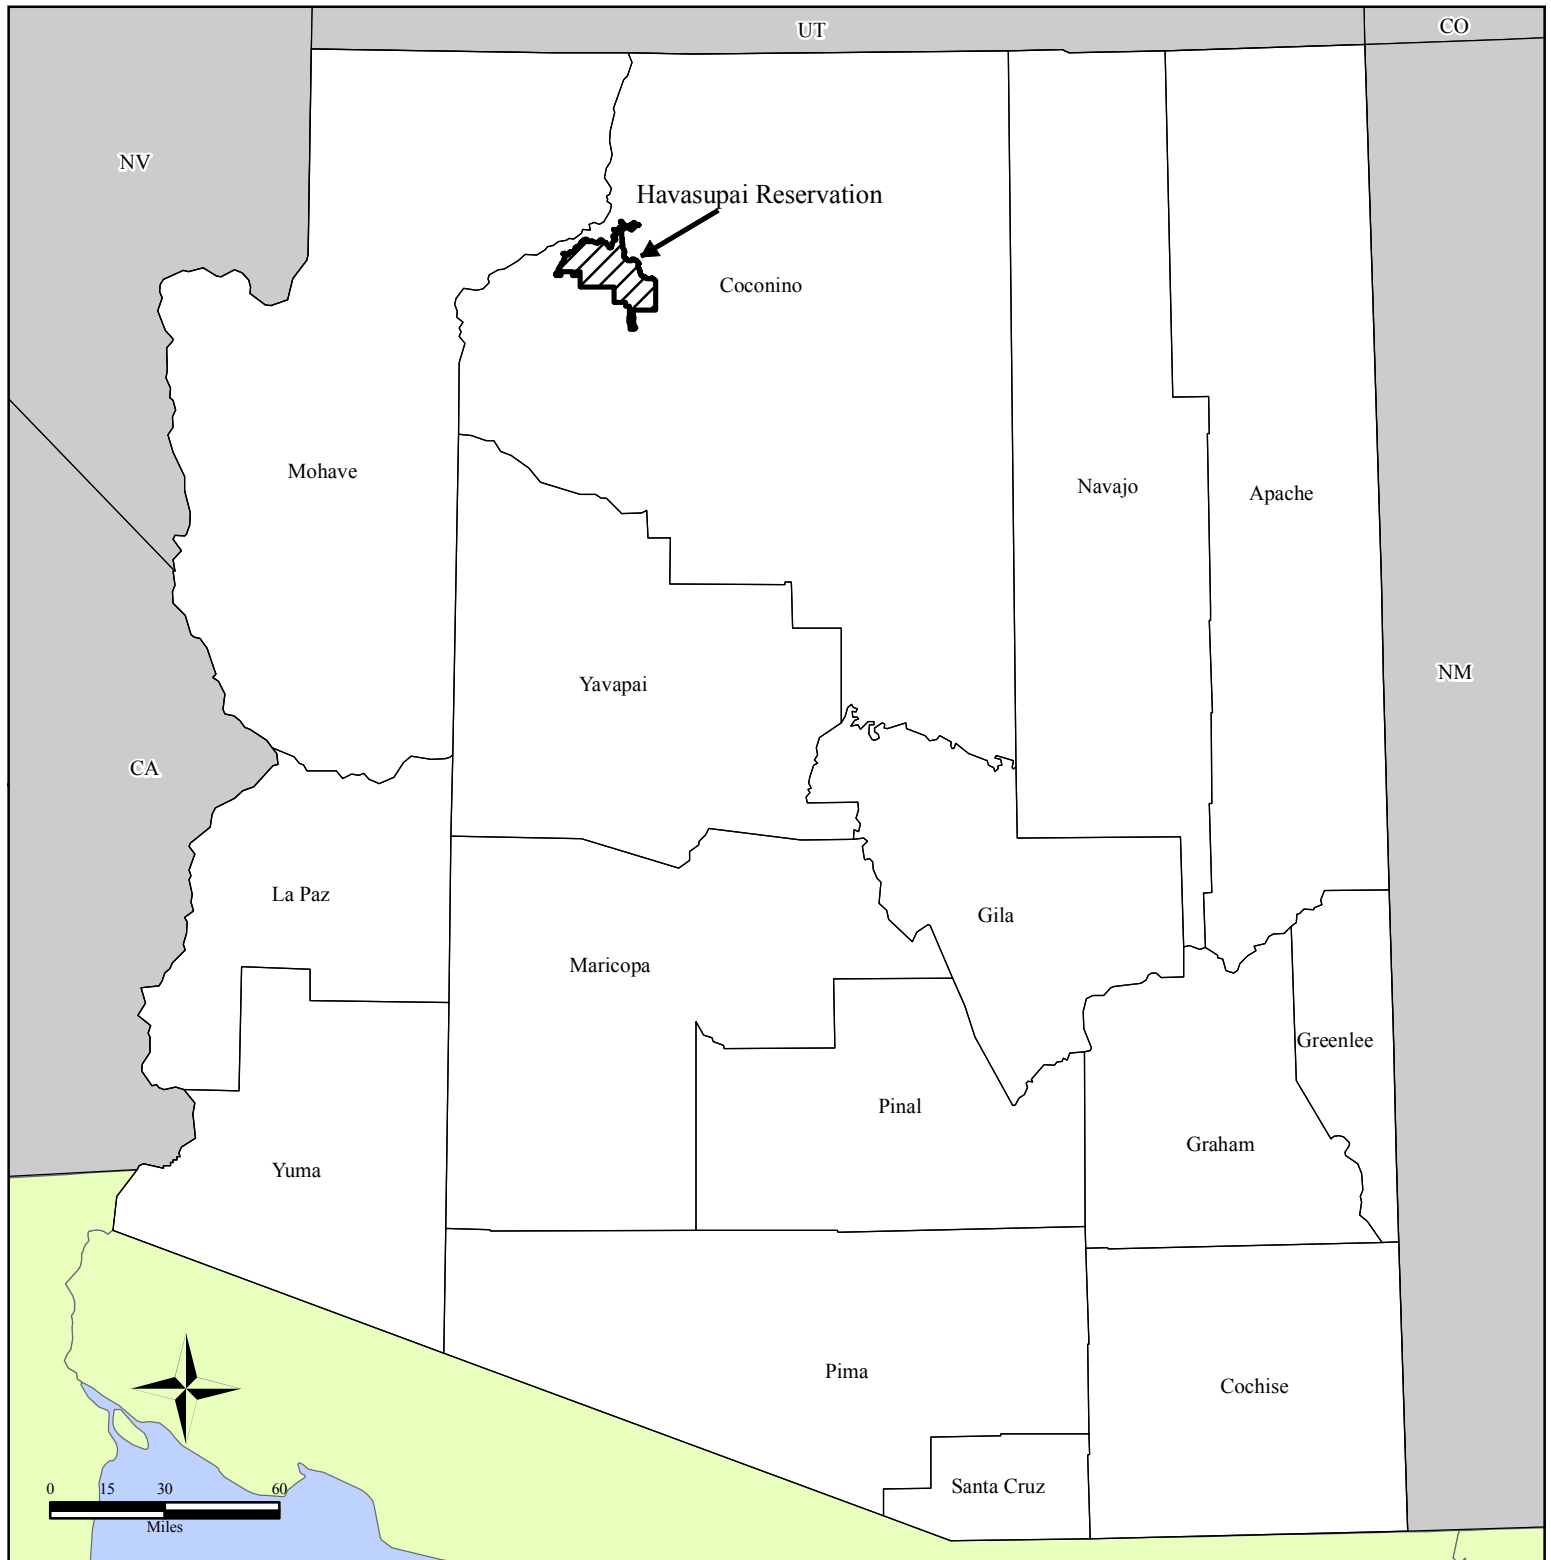 UT
CO
NV
Havasupai Reservation
Coconino
Mohave
Navajo
Apache
NM
Yavapai
CA
La Paz
Gila
Maricopa
Greenlee
Pinal
Graham
Yuma
Pima
Cochise
Santa Cruz
0 15 30 60
Miles